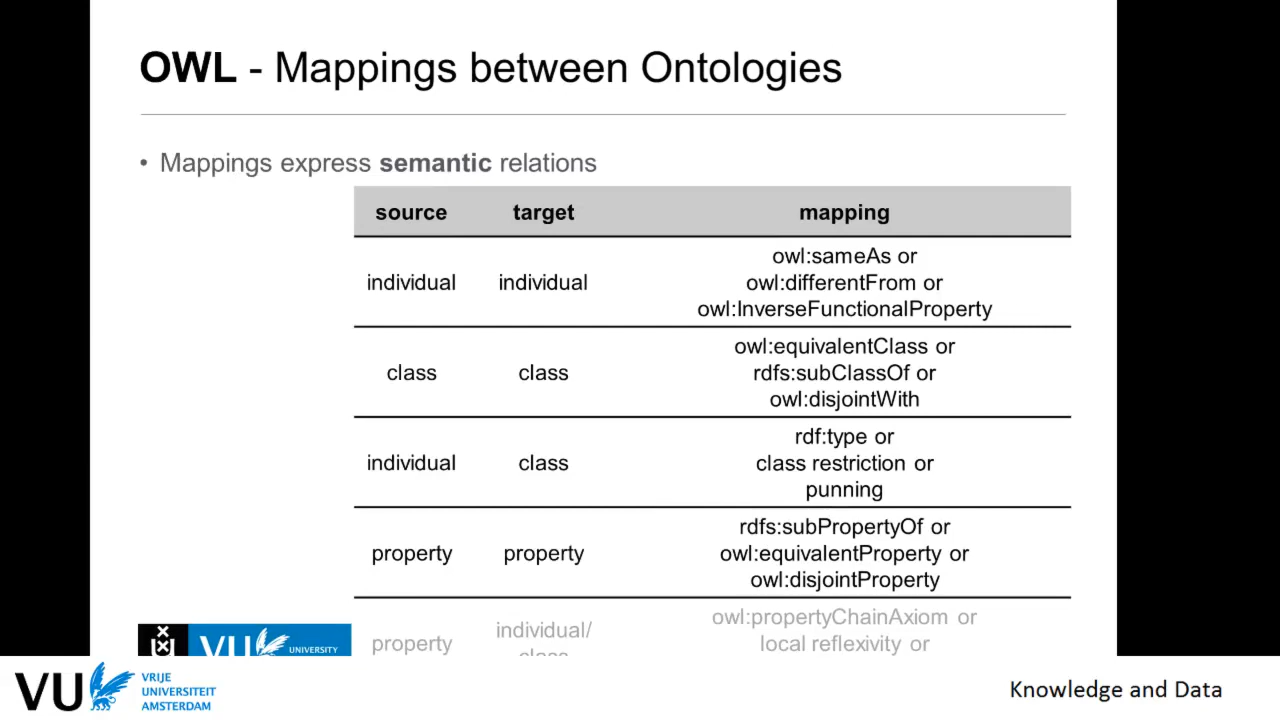 OWL - Mappings between Ontologies
• Mappings express semantic relations
source target mapping
individual individual owl:sameAs or
owl:differentFrom or
owl:InverseFunctionalProperty
class class owl:equivalentClass or
rdfs:subClassOf or
owl:disjointWith
individual class rdf:type or
class restriction or
punning
property property rdfs:subPropertyOf or
owl:equivalentProperty or
owl:disjointProperty
property individual/
class
owl:propertyChainAxiom or
local reflexivity or
VU UNIVERSITY
VU VRIJE
UNIVERSITEIT
AMSTERDAM
Knowledge and Data